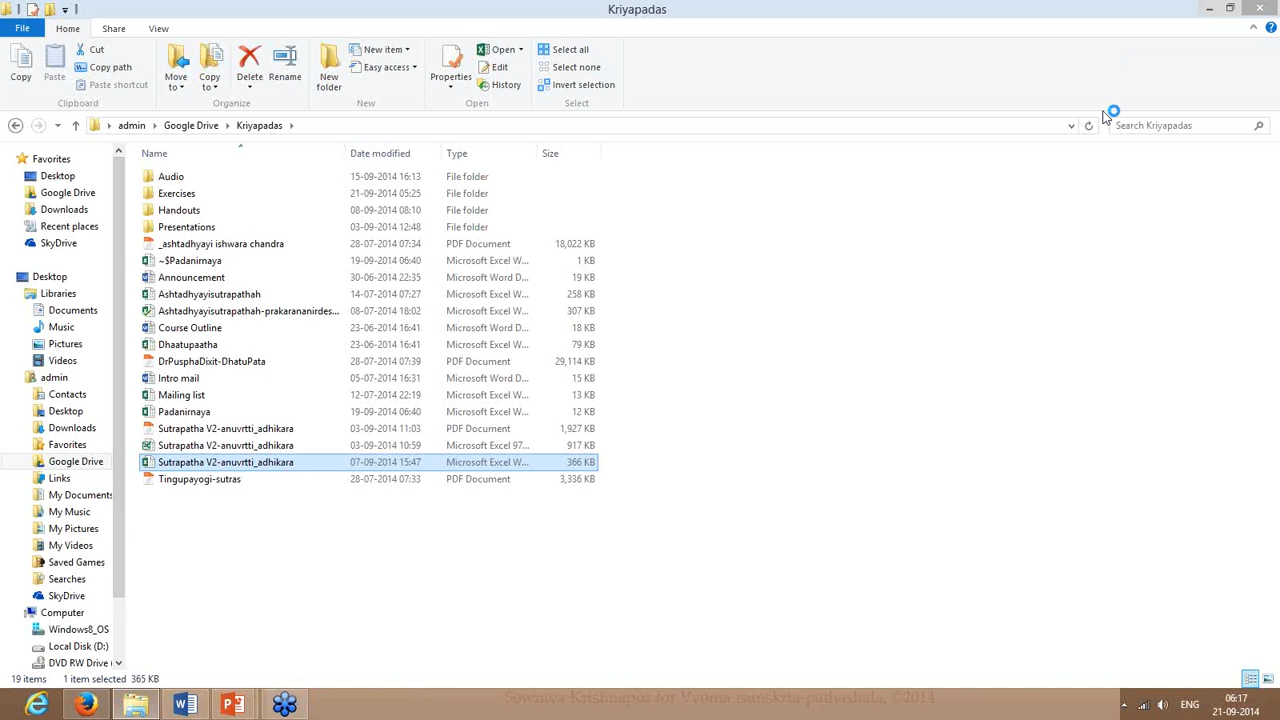 Kriyapadas
File Home Share View
Copy Paste Cut Copy path Paste shortcut Move to Copy to Delete Rename New folder New item Easy access Properties Open Edit History Select all Select none Invert selection
Clipboard Organize New Open Select
admin Google Drive Kriyapadas Search Kriyapadas
Name Date modified Type Size
Favorites
Desktop
Google Drive
Downloads
Recent places
SkyDrive
Desktop
Libraries
Documents
Music
Pictures
Videos
admin
Contacts
Desktop
Downloads
Favorites
Google Drive
Links
My Documents
My Music
My Pictures
My Videos
Saved Games
Searches
SkyDrive
Computer
Windows8_OS
Local Disk (D:)
DVD RW Drive (
Audio 15-09-2014 16:13 File folder
Exercises 21-09-2014 05:25 File folder
Handouts 08-09-2014 08:10 File folder
Presentations 03-09-2014 12:48 File folder
_ashtadhyayi ishwara chandra 28-07-2014 07:34 PDF Document 18,022 KB
~$Padanirnaya 19-09-2014 06:40 Microsoft Excel W... 1 KB
Announcement 30-06-2014 22:35 Microsoft Word D... 19 KB
Ashtadhyayisutrapathah 14-07-2014 07:27 Microsoft Excel W... 258 KB
Ashtadhyayisutrapathah-prakarananirdes... 08-07-2014 18:02 Microsoft Excel W... 307 KB
Course Outline 23-06-2014 16:41 Microsoft Word D... 18 KB
Dhaatupaatha 23-06-2014 16:41 Microsoft Excel W... 79 KB
DrPusphaDixit-DhatuPata 28-07-2014 07:39 PDF Document 29,114 KB
Intro mail 05-07-2014 16:31 Microsoft Word D... 15 KB
Mailing list 12-07-2014 22:19 Microsoft Excel W... 13 KB
Padanirnaya 19-09-2014 06:40 Microsoft Excel W... 12 KB
Sutrapatha V2-anuvrtti_adhikara 03-09-2014 11:03 PDF Document 1,927 KB
Sutrapatha V2-anuvrtti_adhikara 03-09-2014 10:59 Microsoft Excel 97... 917 KB
Sutrapatha V2-anuvrtti_adhikara 07-09-2014 15:47 Microsoft Excel W... 366 KB
Tingupayogi-sutras 28-07-2014 07:33 PDF Document 3,336 KB
19 items 1 item selected 365 KB
Sowmya Krishnapur for Vyoma-samskrta-pathashala, ©2014
ENG 06:17
21-09-2014